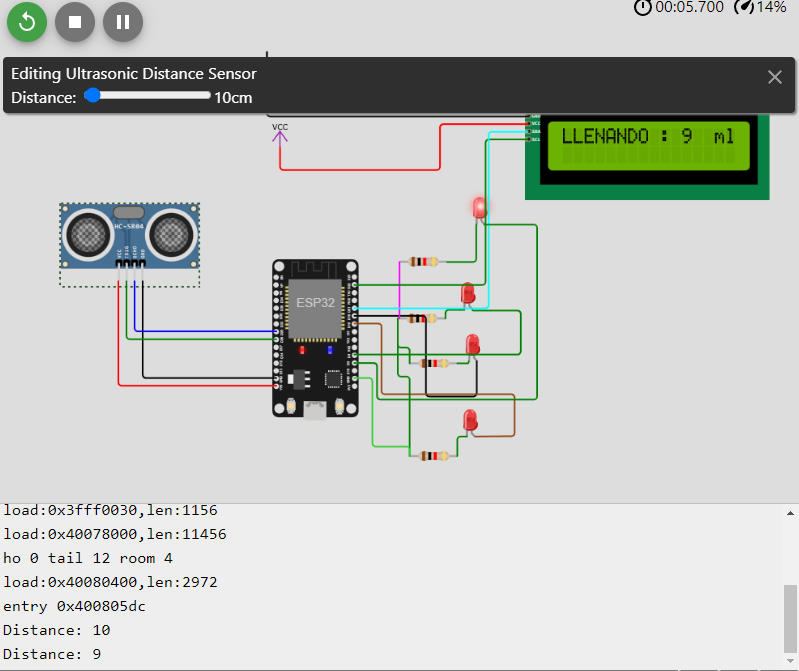 00:05.700 14%
Editing Ultrasonic Distance Sensor
Distance: 10cm
VCC
LLENANDO : 9 ml
HC-SR04
ESP32
load:0x3fff0030,len:1156
load:0x40078000,len:11456
ho 0 tail 12 room 4
load:0x40080400,len:2972
entry 0x400805dc
Distance: 10
Distance: 9